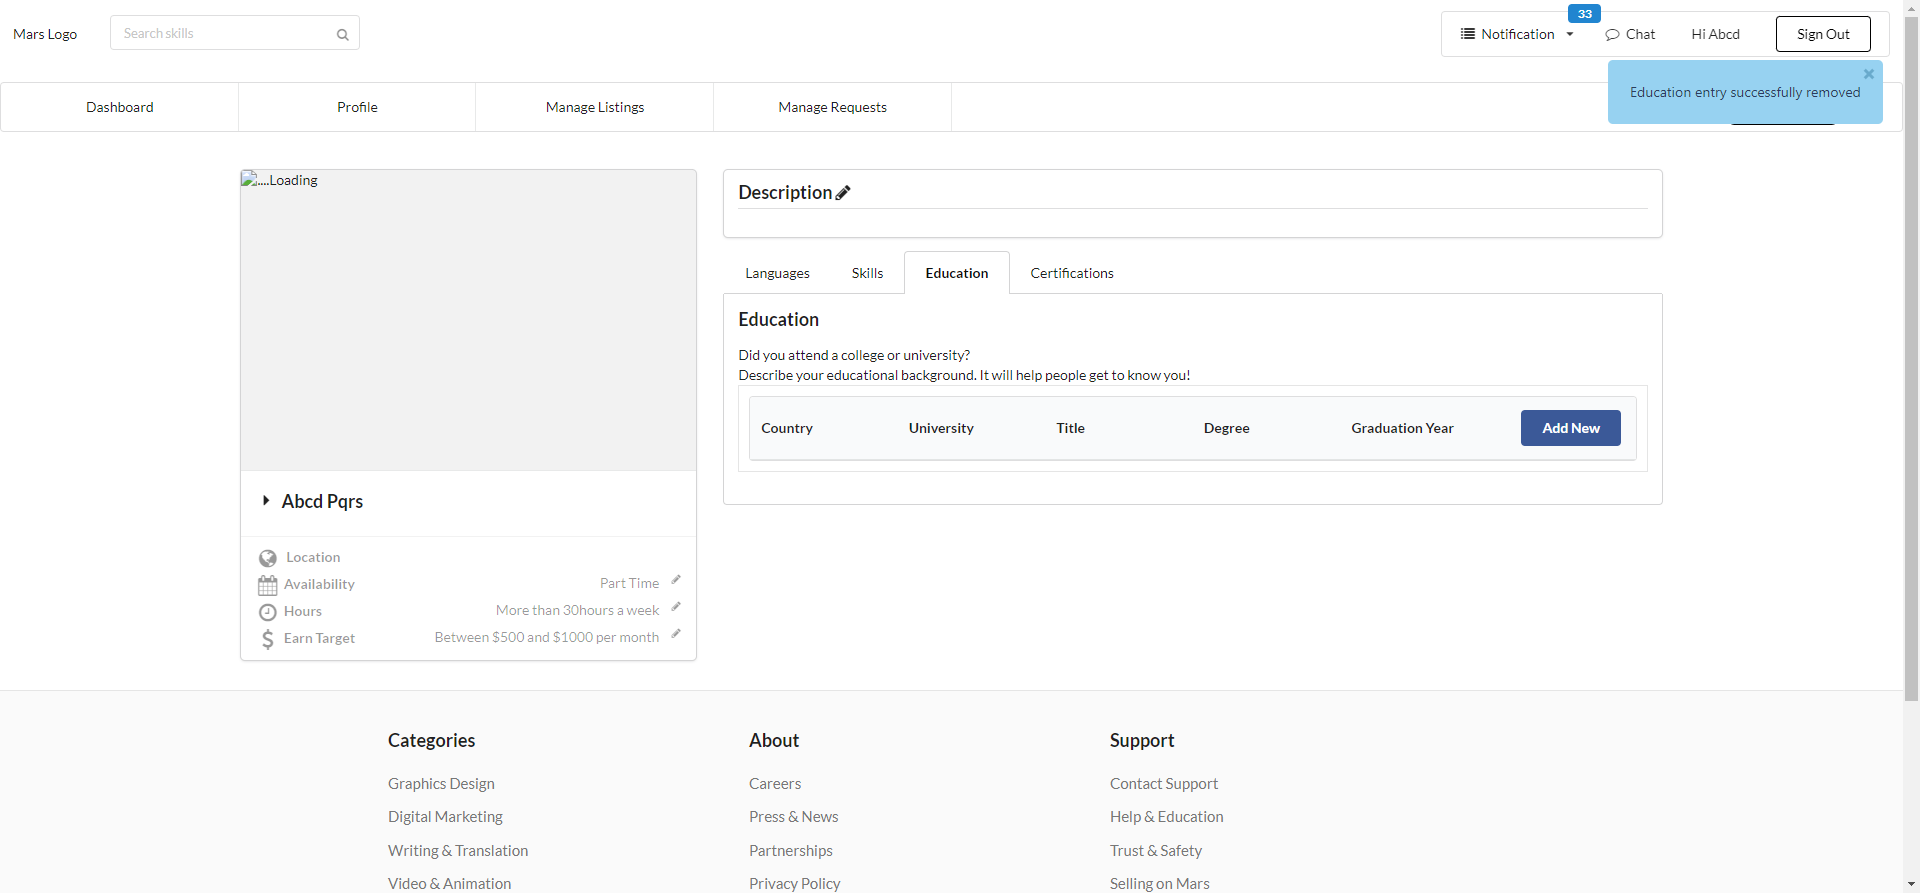 Mars Logo
Search skills
33
Notification
Chat
Hi Abcd
Sign Out
Education entry successfully removed
Dashboard
Profile
Manage Listings
Manage Requests
....Loading
Abcd Pqrs
Location
Availability
Part Time
Hours
More than 30hours a week
Earn Target
Between $500 and $1000 per month
Description
Languages
Skills
Education
Certifications
Education
Did you attend a college or university?
Describe your educational background. It will help people get to know you!
Country
University
Title
Degree
Graduation Year
Add New
Categories
Graphics Design
Digital Marketing
Writing & Translation
Video & Animation
About
Careers
Press & News
Partnerships
Privacy Policy
Support
Contact Support
Help & Education
Trust & Safety
Selling on Mars